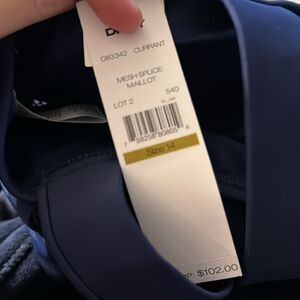 D83342 CURRANT
MESH SPLICE
MAILLOT
LOT 2 540
Size 14
$102.00